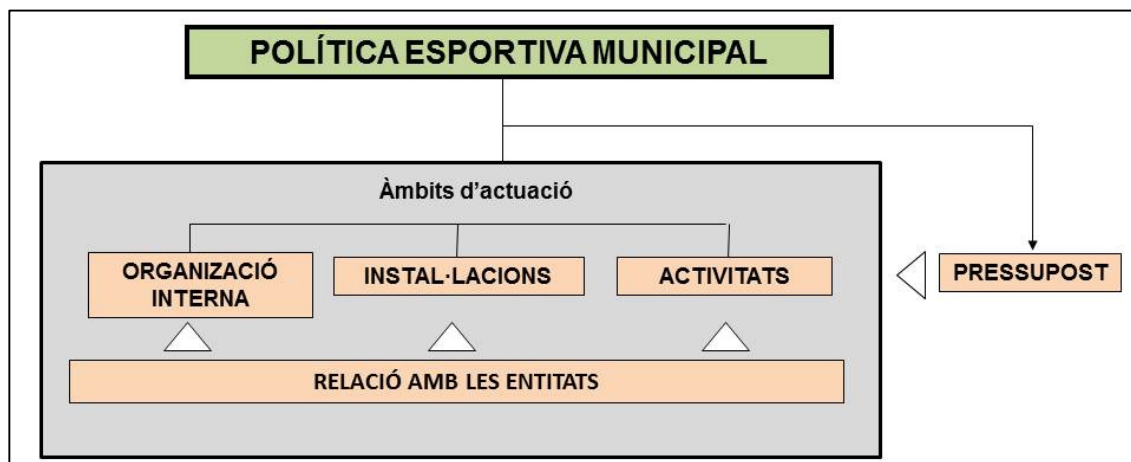 POLÍTICA ESPORTIVA MUNICIPAL
Àmbits d’actuació
ORGANIZACIÓ
INTERNA
INSTAL·LACIONS
ACTIVITATS
PRESSUPOST
RELACIÓ AMB LES ENTITATS